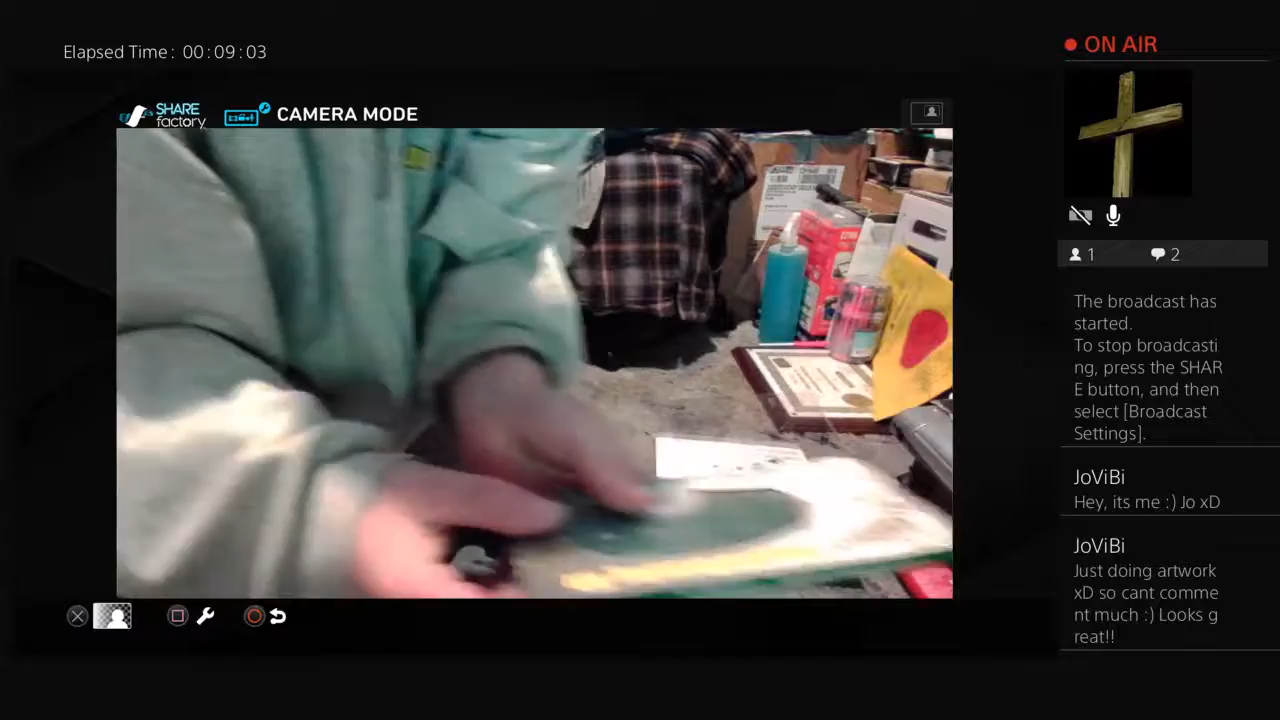 Elapsed Time: 00:09:03
ON AIR
SHARE
factory
CAMERA MODE
1
2
The broadcast has
started.
To stop broadcasti
ng, press the SHAR
E button, and then
select [Broadcast
Settings].
JoViBi
Hey, its me :) Jo xD
JoViBi
Just doing artwork
xD so cant comme
nt much :) Looks g
reat!!